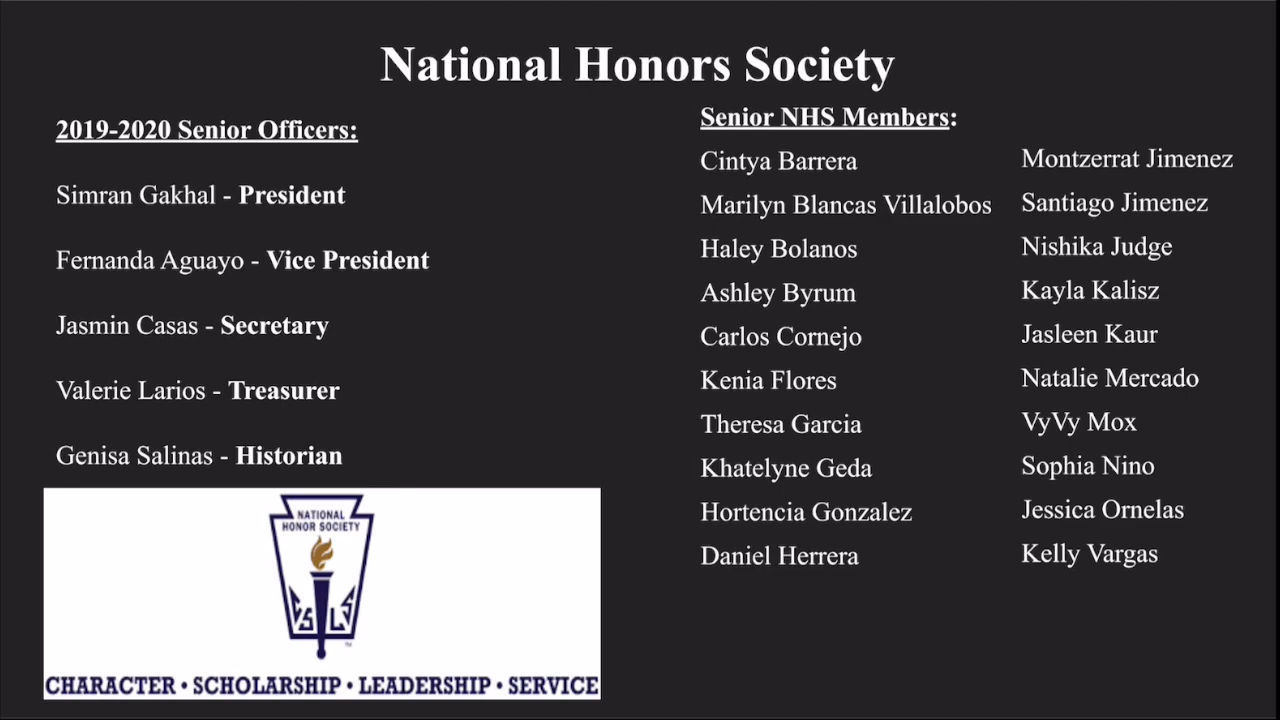 National Honors Society
2019-2020 Senior Officers:
Simran Gakhal - President
Fernanda Aguayo - Vice President
Jasmin Casas - Secretary
Valerie Larios - Treasurer
Genisa Salinas - Historian
NATIONAL
HONOR SOCIETY
C S L S
TM
CHARACTER • SCHOLARSHIP • LEADERSHIP • SERVICE
Senior NHS Members:
Cintya Barrera
Marilyn Blancas Villalobos
Haley Bolanos
Ashley Byrum
Carlos Cornejo
Kenia Flores
Theresa Garcia
Khatelyne Geda
Hortencia Gonzalez
Daniel Herrera
Montzerrat Jimenez
Santiago Jimenez
Nishika Judge
Kayla Kalisz
Jasleen Kaur
Natalie Mercado
VyVy Mox
Sophia Nino
Jessica Ornelas
Kelly Vargas